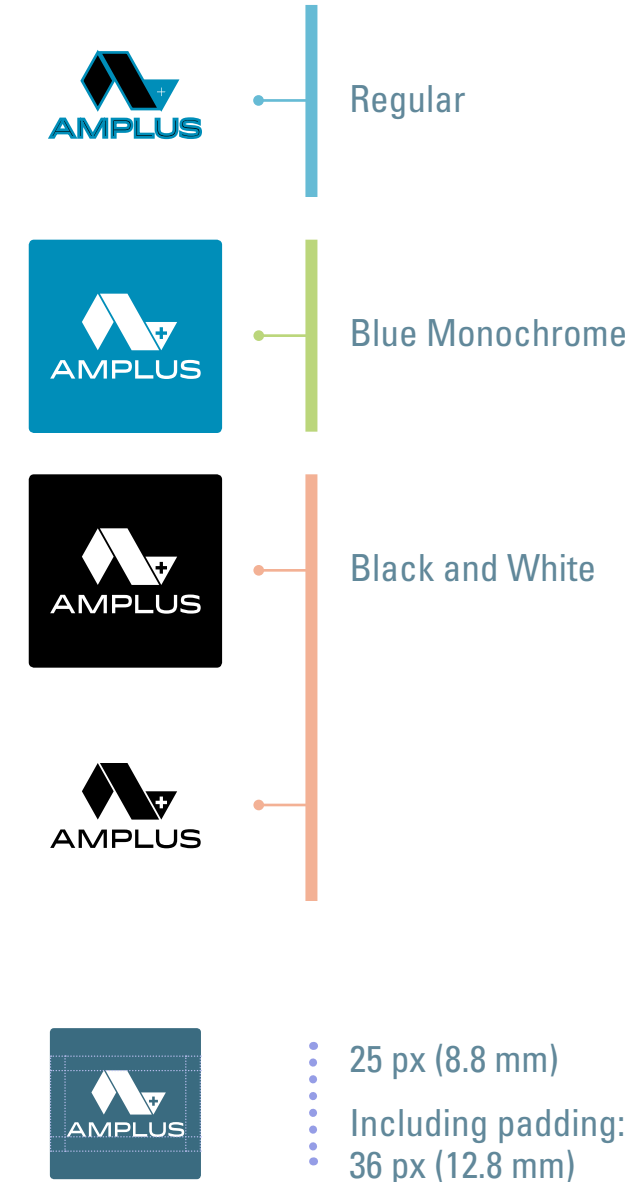 AMPLUS
Regular
AMPLUS
Blue Monochrome
AMPLUS
Black and White
AMPLUS
AMPLUS
25 px (8.8 mm)
Including padding:
36 px (12.8 mm)